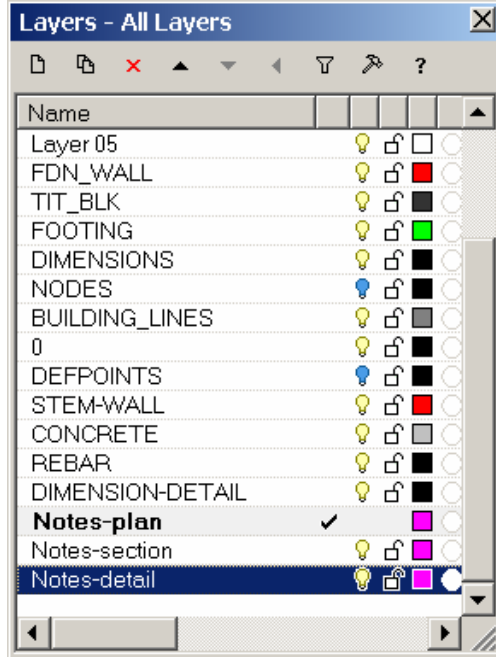 Layers - All Layers
?
Name
Layer 05
FDN_WALL
TIT_BLK
FOOTING
DIMENSIONS
NODES
BUILDING_LINES
0
DEFPOINTS
STEM-WALL
CONCRETE
REBAR
DIMENSION-DETAIL
Notes-plan
Notes-section
Notes-detail